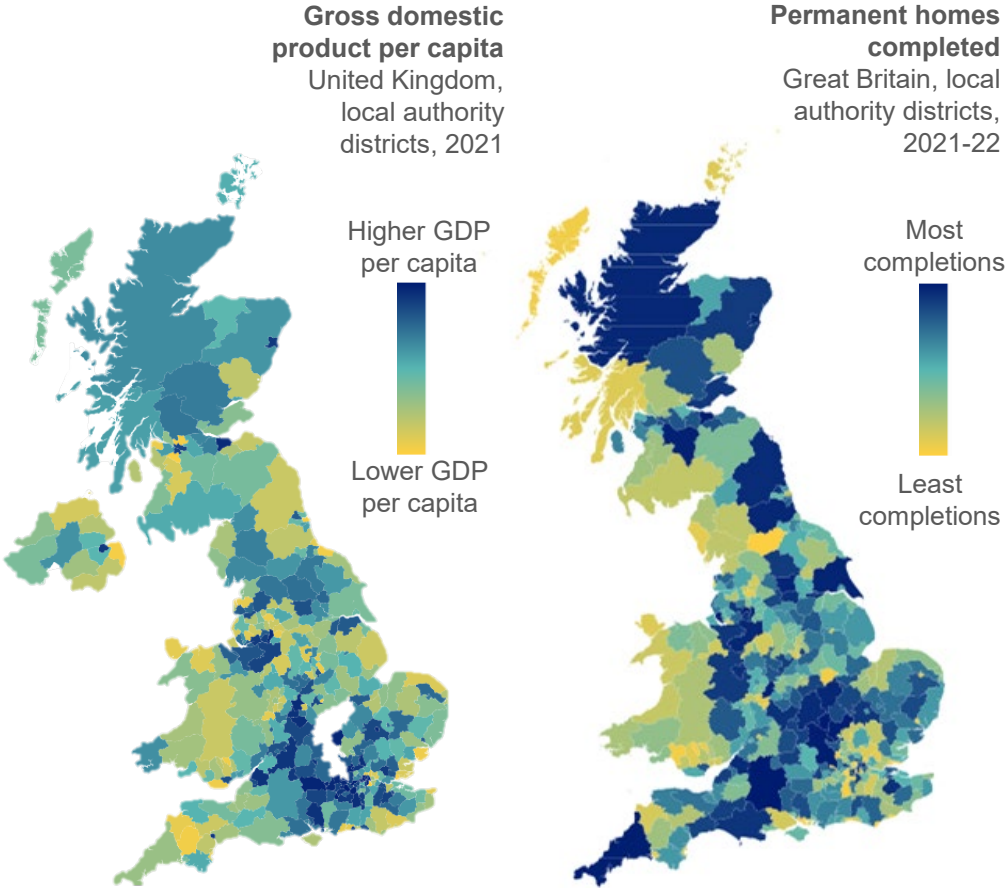 Gross domestic
product per capita
United Kingdom,
local authority
districts, 2021
Higher GDP
per capita
Lower GDP
per capita
Permanent homes
completed
Great Britain, local
authority districts,
2021-22
Most
completions
Least
completions